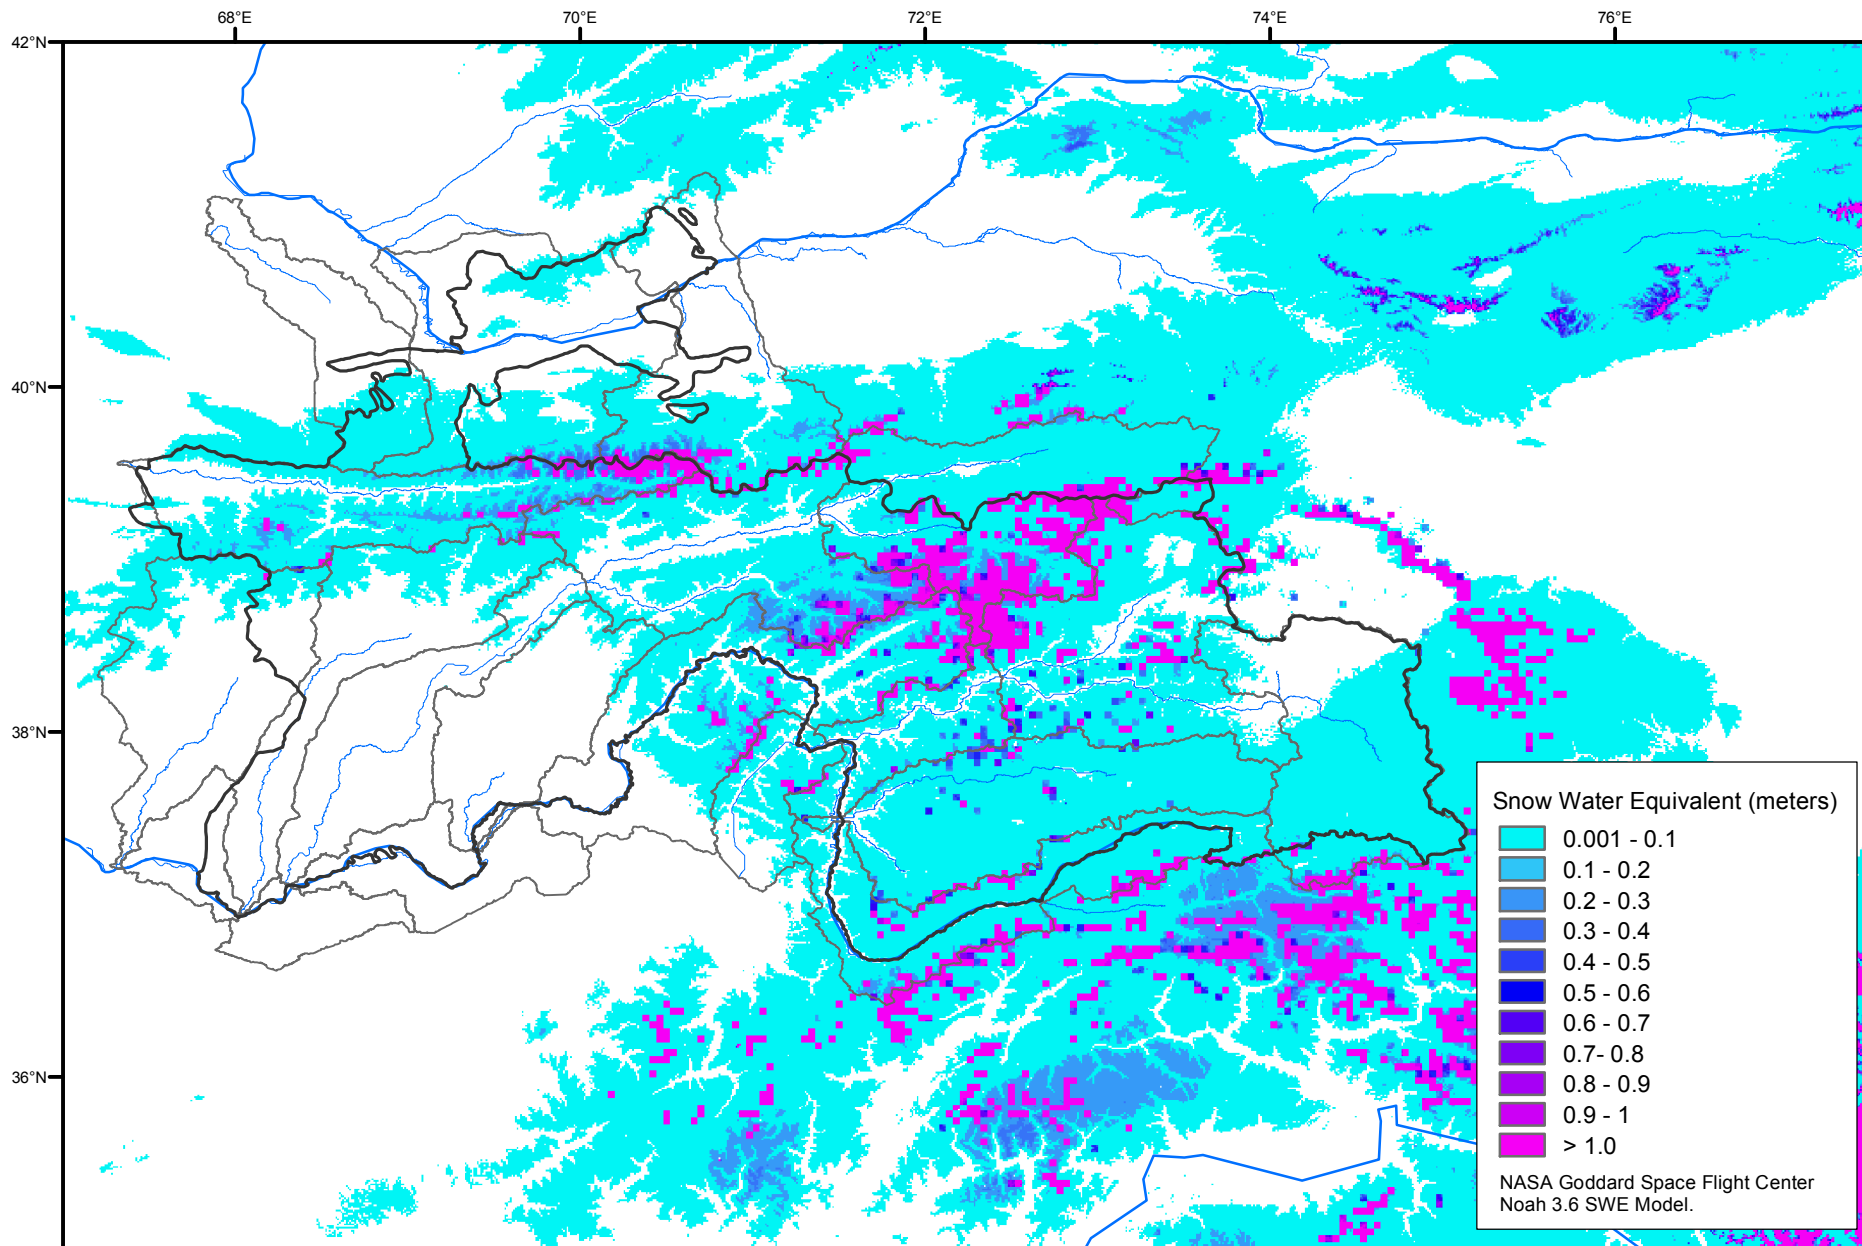 68°E
70°E
72°E
74°E
76°E
42°N
40°N
38°N
36°N
Snow Water Equivalent (meters)
0.001 - 0.1
0.1 - 0.2
0.2 - 0.3
0.3 - 0.4
0.4 - 0.5
0.5 - 0.6
0.6 - 0.7
0.7- 0.8
0.8 - 0.9
0.9 - 1
> 1.0
NASA Goddard Space Flight Center
Noah 3.6 SWE Model.